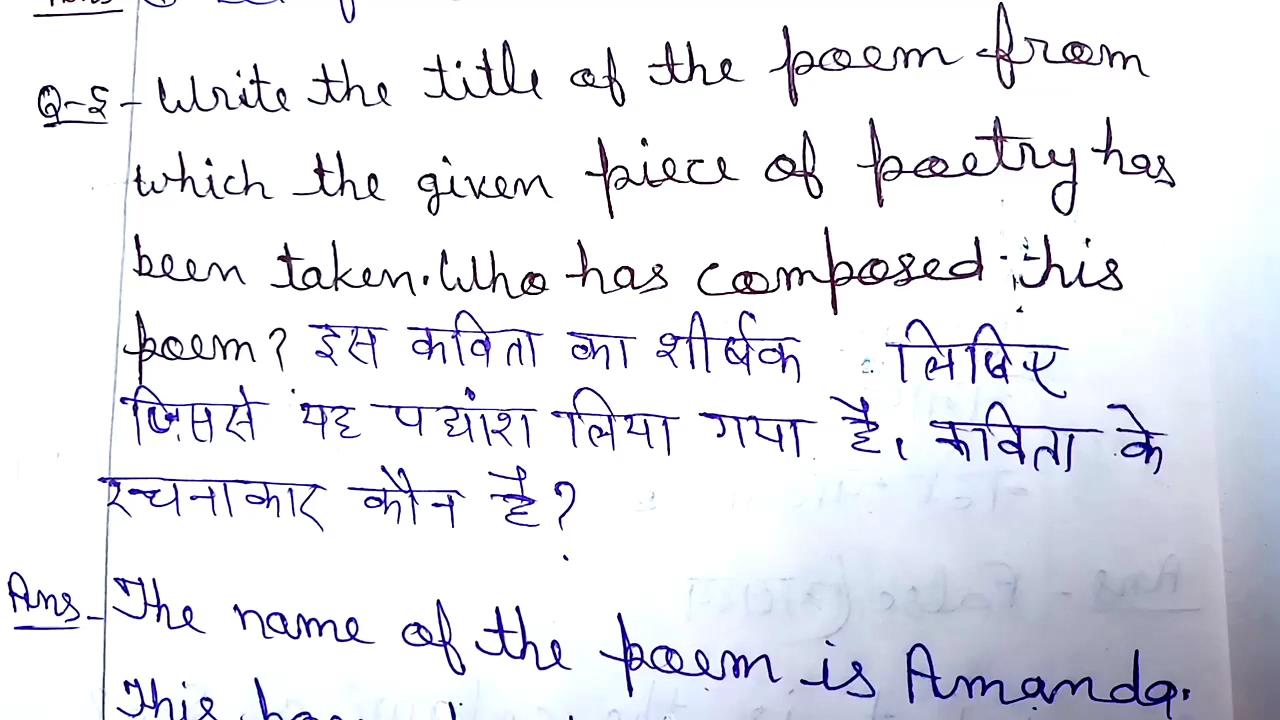 Q-5- Write the title of the poem from
which the given piece of poetry has
been taken. Who has composed this
poem? इस कविता का शीर्षक लिखिए
जिससे यह पद्यांश लिया गया है, कविता के
रचनाकार कौन है?
Ans- The name of the poem is Amanda.
This